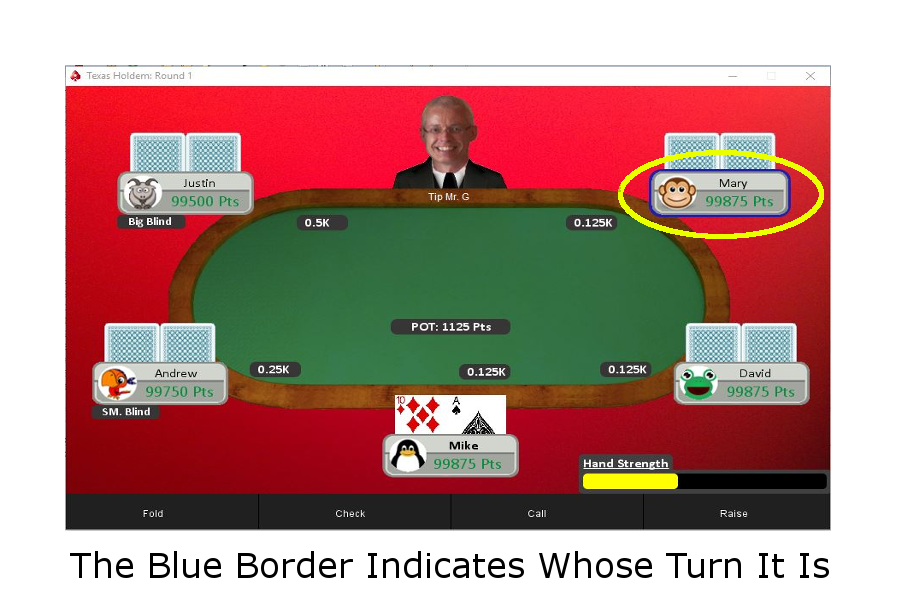 Texas Holdem: Round 1
Justin
99500 Pts
Big Blind
Mary
99875 Pts
Tip Mr. G
0.5K
0.125K
POT: 1125 Pts
Andrew
99750 Pts
SM. Blind
0.25K
0.125K
0.125K
David
99875 Pts
10
A
Mike
99875 Pts
Hand Strength
Fold
Check
Call
Raise
The Blue Border Indicates Whose Turn It Is